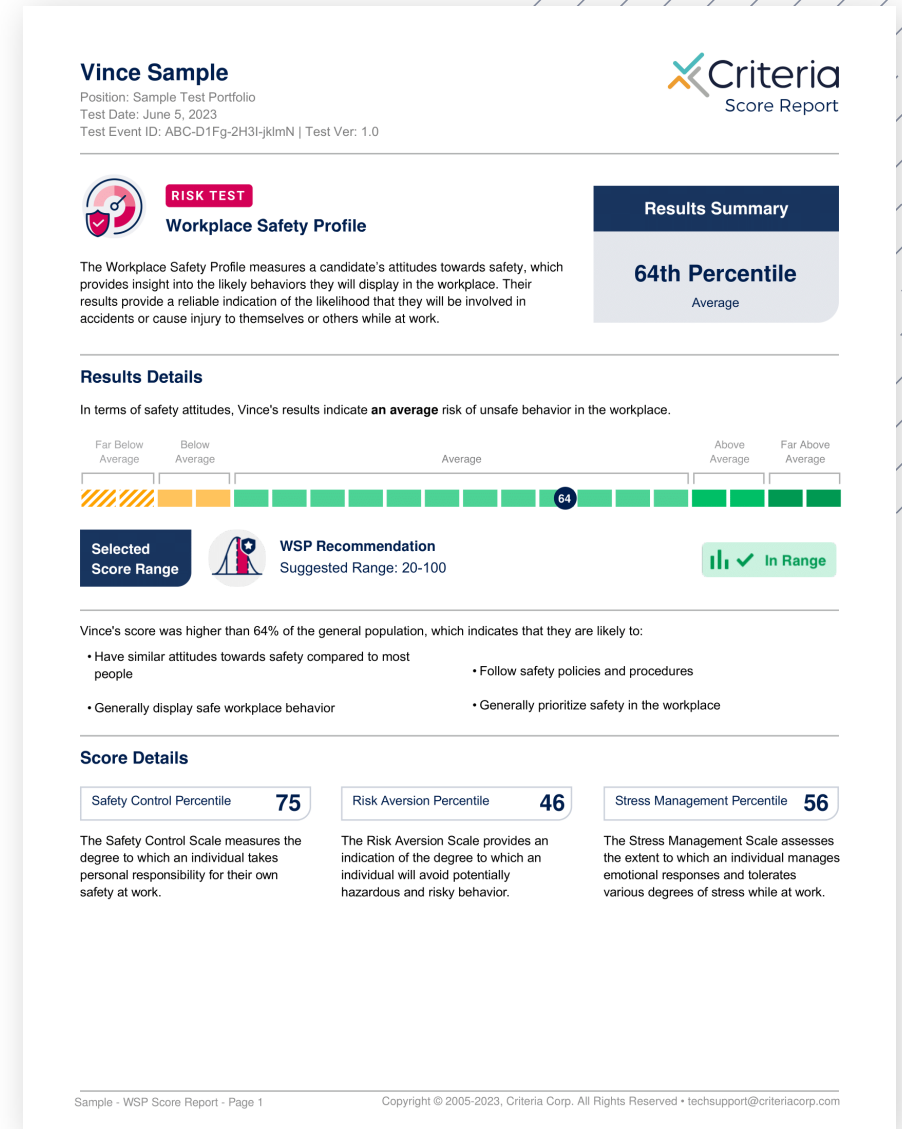 Vince Sample
Position: Sample Test Portfolio
Test Date: June 5, 2023
Test Event ID: ABC-D1Fg-2H3I-jklmN | Test Ver: 1.0
Criteria
Score Report
RISK TEST
Workplace Safety Profile
The Workplace Safety Profile measures a candidate's attitudes towards safety, which
provides insight into the likely behaviors they will display in the workplace. Their
results provide a reliable indication of the likelihood that they will be involved in
accidents or cause injury to themselves or others while at work.
Results Summary
64th Percentile
Average
Results Details
In terms of safety attitudes, Vince's results indicate an average risk of unsafe behavior in the workplace.
Far Below
Average
Below
Average
Average
Above
Average
Far Above
Average
64
Selected
Score Range
WSP Recommendation
Suggested Range: 20-100
In Range
Vince's score was higher than 64% of the general population, which indicates that they are likely to:
• Have similar attitudes towards safety compared to most
people
• Generally display safe workplace behavior
• Follow safety policies and procedures
• Generally prioritize safety in the workplace
Score Details
Safety Control Percentile 75
The Safety Control Scale measures the
degree to which an individual takes
personal responsibility for their own
safety at work.
Risk Aversion Percentile 46
The Risk Aversion Scale provides an
indication of the degree to which an
individual will avoid potentially
hazardous and risky behavior.
Stress Management Percentile 56
The Stress Management Scale assesses
the extent to which an individual manages
emotional responses and tolerates
various degrees of stress while at work.
Sample - WSP Score Report - Page 1
Copyright © 2005-2023, Criteria Corp. All Rights Reserved • techsupport@criteriacorp.com